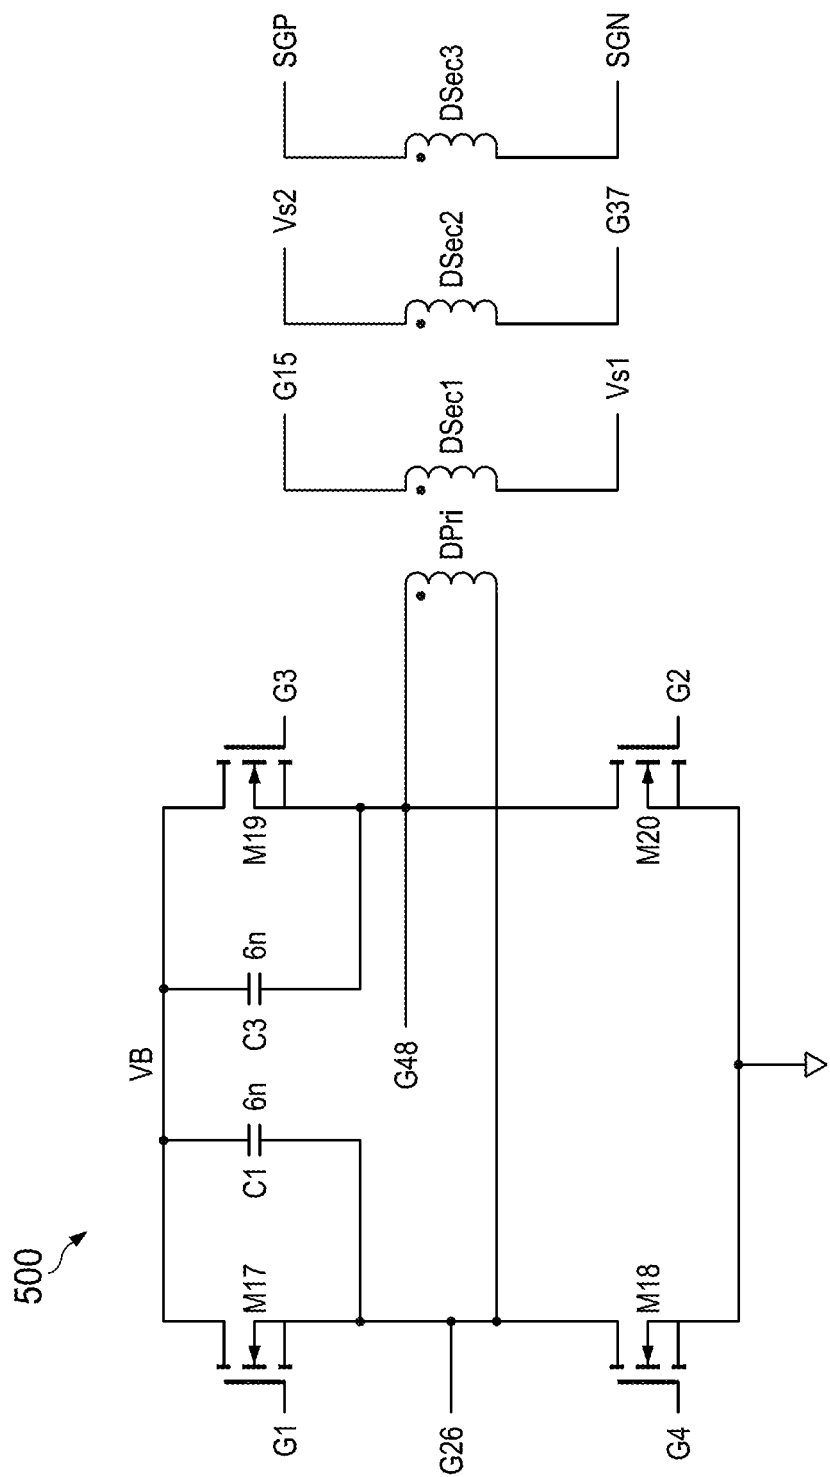 500
VB
G1
M17
C1
6n
C3
6n
M19
G3
G26
G48
DPri
G15
DSec1
Vs1
Vs2
DSec2
G37
SGP
DSec3
SGN
G4
M18
M20
G2